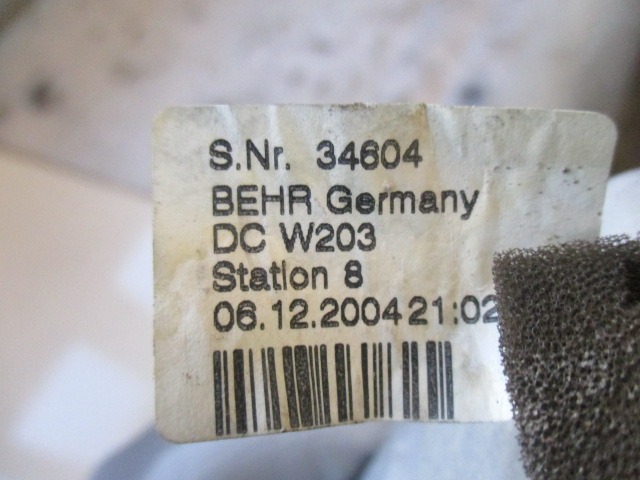 S.Nr. 34604
BEHR Germany
DC W203
Station 8
06.12.2004 21:02